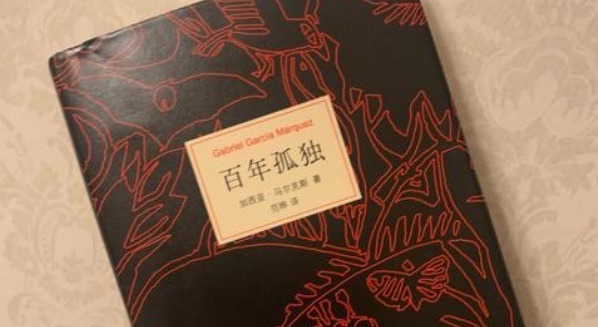 Gabriel García Márquez
百年孤独
加西亚·马尔克斯 著
范晔 译